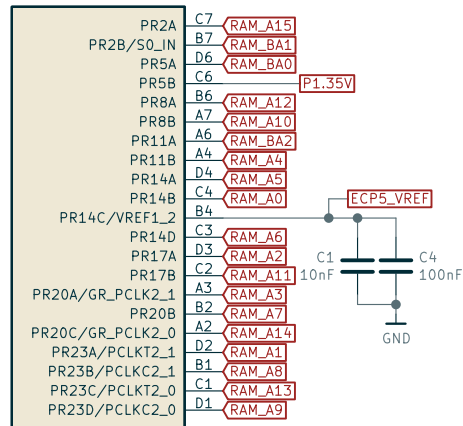 PR2A C7 RAM_A15
PR2B/S0_IN B7 RAM_BA1
PR5A D6 RAM_BA0
PR5B C6 P1.35V
PR8A B6 RAM_A12
PR8B A7 RAM_A10
PR11A A6 RAM_BA2
PR11B A4 RAM_A4
PR14A D4 RAM_A5
PR14B C4 RAM_A0
ECP5_VREF
PR14C/VREF1_2 B4
PR14D C3 RAM_A6
PR17A D3 RAM_A2
C1 C4
PR17B C2 RAM_A11
10nF 100nF
PR20A/GR_PCLK2_1 A3 RAM_A3
PR20B B2 RAM_A7
PR20C/GR_PCLK2_0 A2 RAM_A14
GND
PR23A/PCLKT2_1 D2 RAM_A1
PR23B/PCLKC2_1 B1 RAM_A8
PR23C/PCLKT2_0 C1 RAM_A13
PR23D/PCLKC2_0 D1 RAM_A9